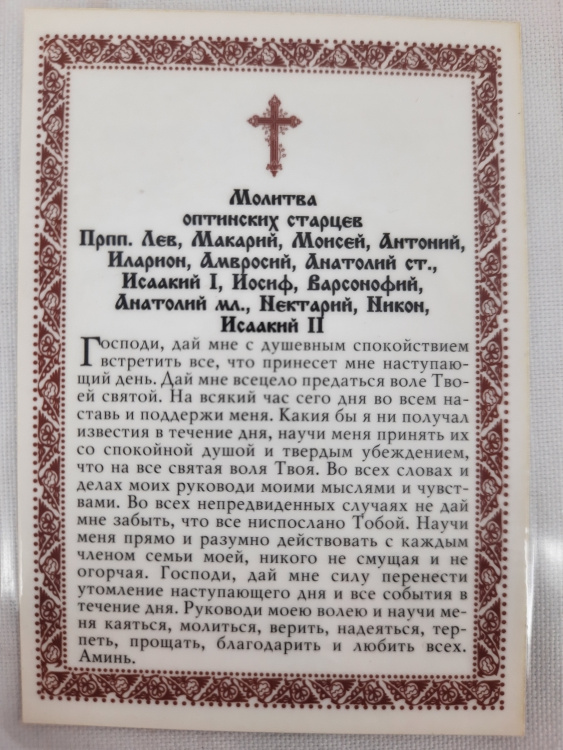 Молитва
оптинских старцев
Прпп. Лев, Макарий, Моисей, Антоний,
Иларион, Амвросий, Анатолий ст.,
Исаакий I, Иосиф, Варсонофий,
Анатолий мл., Нектарий, Никон,
Исаакий II
Господи, дай мне с душевным спокойствием
встретить все, что принесет мне наступаю-
щий день. Дай мне всецело предаться воле Тво-
ей святой. На всякий час сего дня во всем на-
ставь и поддержи меня. Какия бы я ни получал
известия в течение дня, научи меня принять их
со спокойной душой и твердым убеждением,
что на все святая воля Твоя. Во всех словах и
делах моих руководи моими мыслями и чувст-
вами. Во всех непредвиденных случаях не дай
мне забыть, что все ниспослано Тобой. Научи
меня прямо и разумно действовать с каждым
членом семьи моей, никого не смущая и не
огорчая. Господи, дай мне силу перенести
утомление наступающего дня и все события в
течение дня. Руководи моею волею и научи ме-
ня каяться, молиться, верить, надеяться, тер-
петь, прощать, благодарить и любить всех.
Аминь.